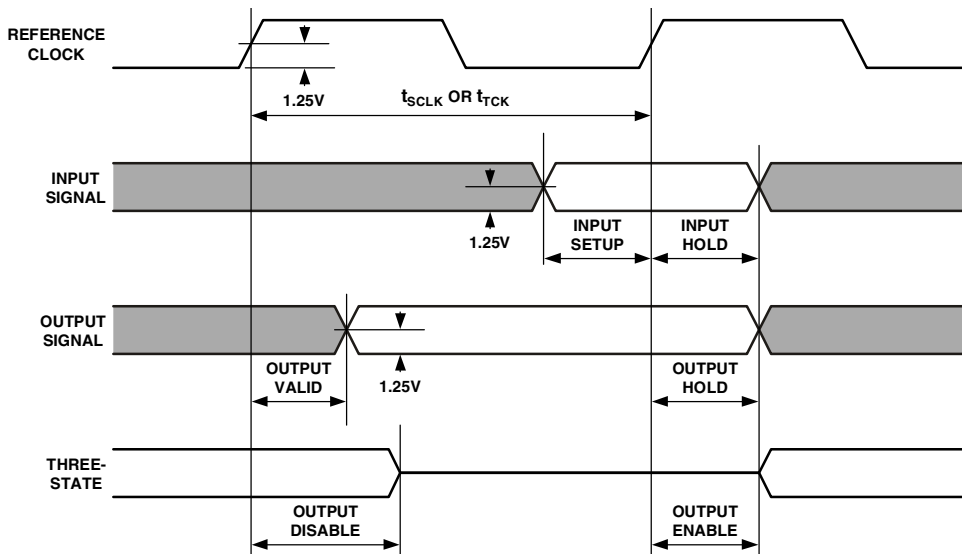 REFERENCE
CLOCK
1.25V
tSCLK OR tTCK
INPUT
SIGNAL
1.25V
INPUT
SETUP
INPUT
HOLD
OUTPUT
SIGNAL
OUTPUT
VALID
1.25V
OUTPUT
HOLD
THREE-
STATE
OUTPUT
DISABLE
OUTPUT
ENABLE